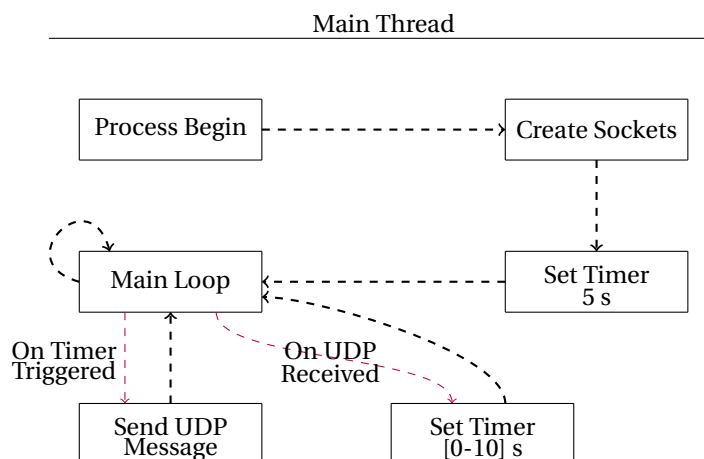 Main Thread
Process Begin
Create Sockets
Main Loop
Set Timer
5 s
On Timer
Triggered
On UDP
Received
Send UDP
Message
Set Timer
[0-10] s